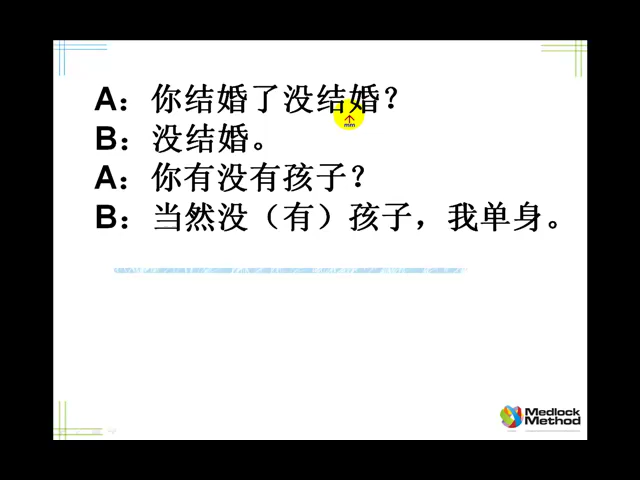 A：你结婚了没结婚？
B：没结婚。
A：你有没有孩子？
B：当然没（有）孩子，我单身。
Medlock
Method